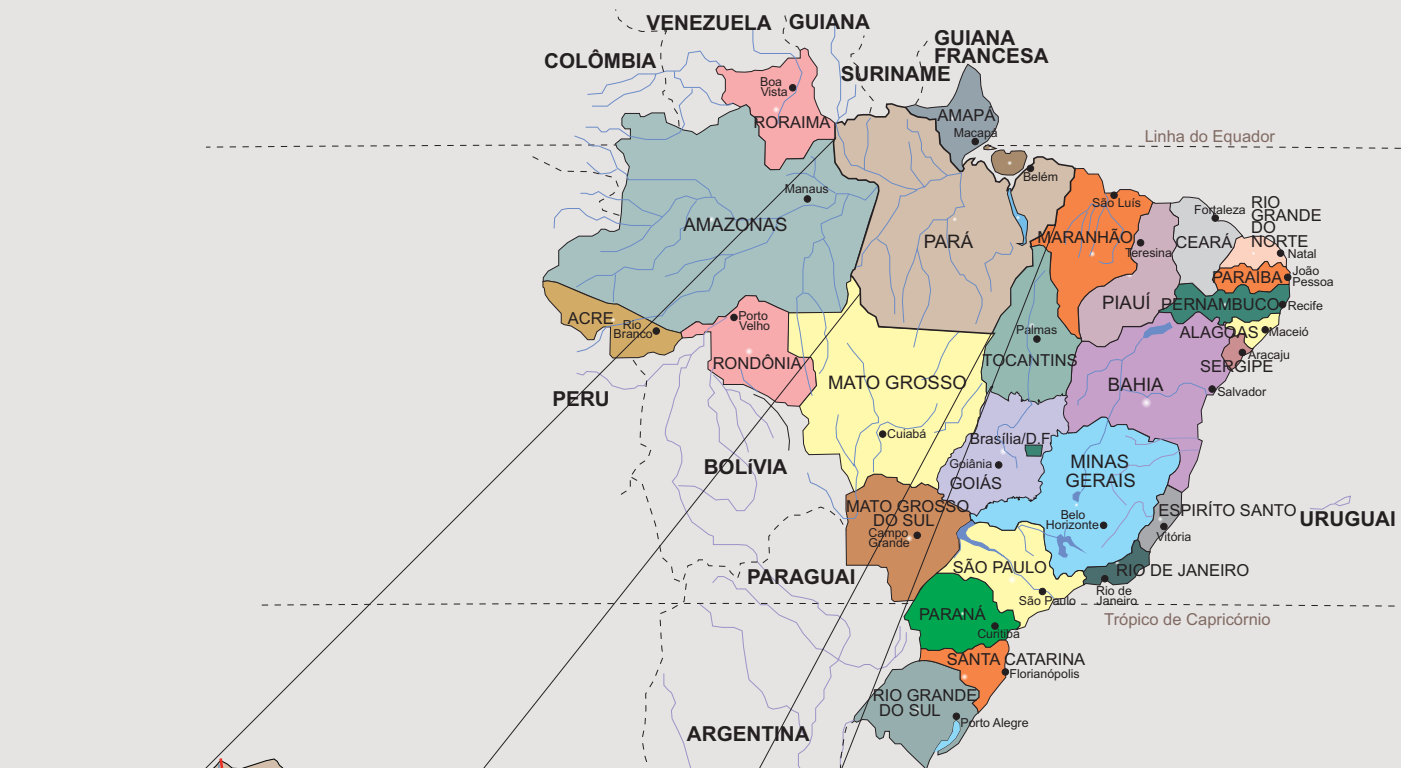 VENEZUELA
GUIANA
GUIANA
FRANCESA
COLÔMBIA
SURINAME
Boa
Vista
RORAIMA
AMAPÁ
Macapá
Linha do Equador
Belém
Manaus
AMAZONAS
PARÁ
São Luís
MARANHÃO
Teresina
Fortaleza
CEARÁ
RIO
GRANDE
DO
NORTE
Natal
PARAÍBA
João
Pessoa
PIAUÍ
PERNAMBUCO
Recife
ACRE
Rio
Branco
Porto
Velho
RONDÔNIA
Palmas
TOCANTINS
ALAGOAS
Maceió
Aracaju
SERGIPE
MATO GROSSO
BAHIA
Salvador
PERU
Cuiabá
Brasília/D.F
Goiânia
GOIÁS
BOLíVIA
MINAS
GERAIS
Belo
Horizonte
MATO GROSSO
DO SUL
Campo
Grande
ESPIRÍTO SANTO
Vitória
URUGUAI
PARAGUAI
SÃO PAULO
São Paulo
RIO DE JANEIRO
Rio de
Janeiro
Trópico de Capricórnio
PARANÁ
Curitiba
SANTA CATARINA
Florianópolis
RIO GRANDE
DO SUL
Porto Alegre
ARGENTINA